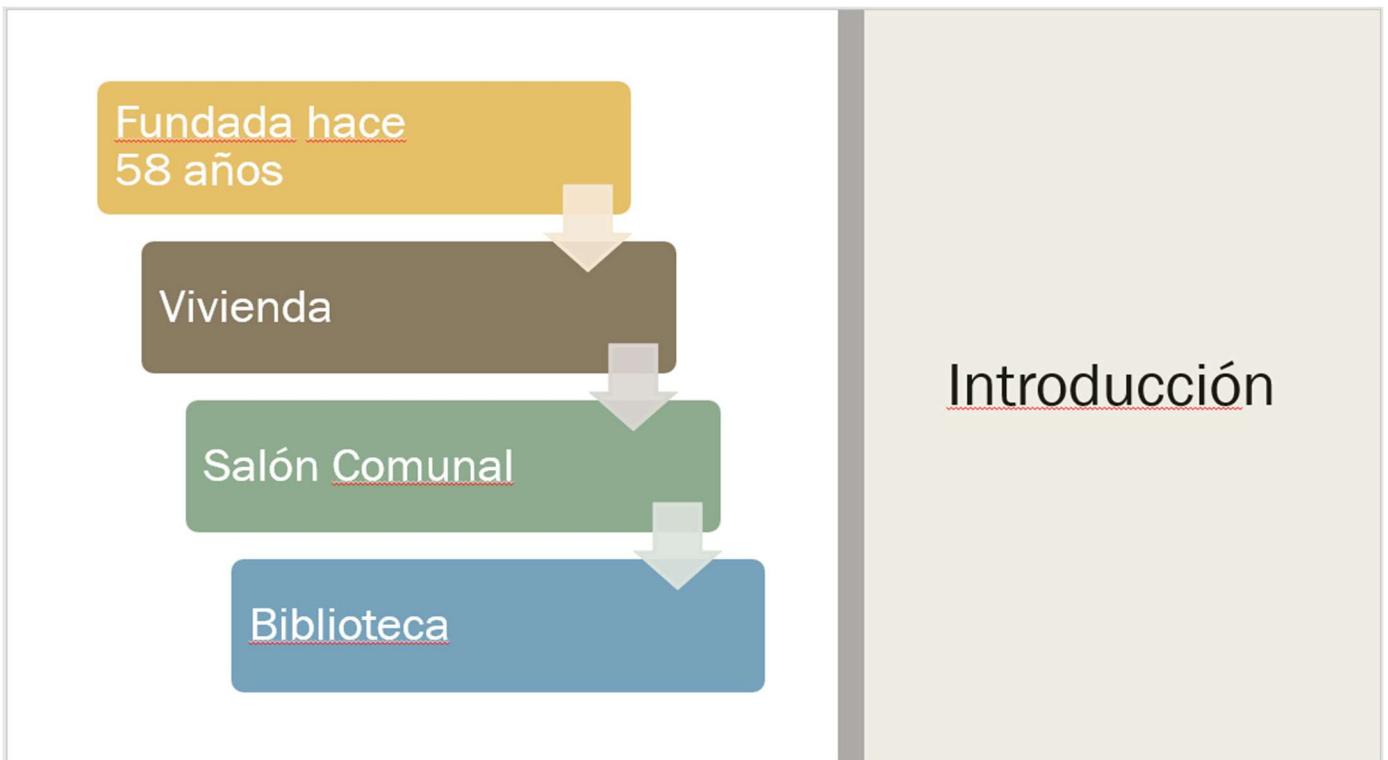 Fundada hace
58 años
Vivienda
Salón Comunal
Biblioteca
Introducción